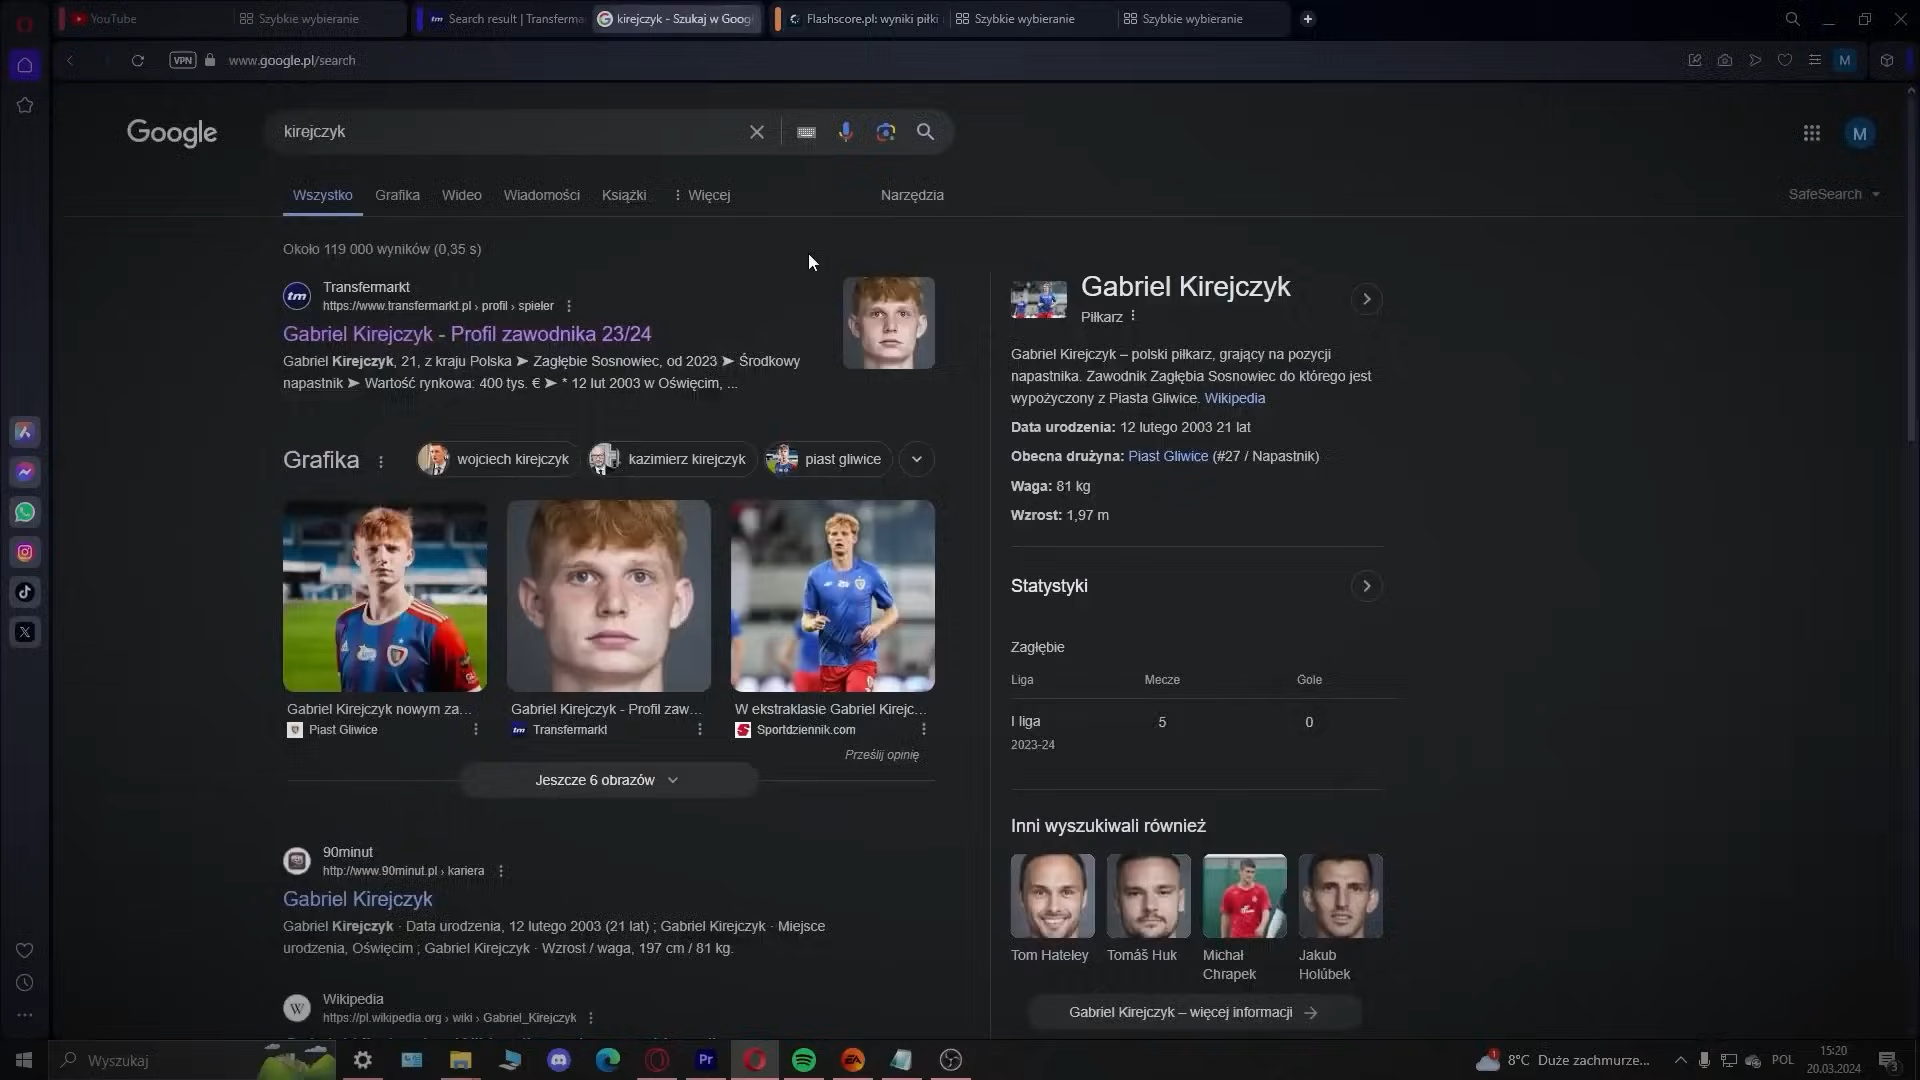 YouTube
Szybkie wybieranie
Search result | Transferma
kirejczyk - Szukaj w Goog
Flashscore.pl: wyniki piłki
Szybkie wybieranie
Szybkie wybieranie
VPN
www.google.pl/search
M
Google
kirejczyk
M
Wszystko
Grafika
Wideo
Wiadomości
Książki
Więcej
Narzędzia
SafeSearch
Około 119 000 wyników (0,35 s)
tm
Transfermarkt
https://www.transfermarkt.pl › profil › spieler
Gabriel Kirejczyk - Profil zawodnika 23/24
Gabriel Kirejczyk, 21, z kraju Polska ➤ Zagłębie Sosnowiec, od 2023 ➤ Środkowy
napastnik ➤ Wartość rynkowa: 400 tys. € ➤ * 12 lut 2003 w Oświęcim, ...
Grafika
wojciech kirejczyk
kazimierz kirejczyk
piast gliwice
Gabriel Kirejczyk nowym za...
Piast Gliwice
Gabriel Kirejczyk - Profil zaw...
tm Transfermarkt
W ekstraklasie Gabriel Kirejc...
Sportdziennik.com
Prześlij opinię
Jeszcze 6 obrazów
90minut
http://www.90minut.pl › kariera
Gabriel Kirejczyk
Gabriel Kirejczyk · Data urodzenia, 12 lutego 2003 (21 lat) ; Gabriel Kirejczyk · Miejsce
urodzenia, Oświęcim ; Gabriel Kirejczyk · Wzrost / waga, 197 cm / 81 kg.
W
Wikipedia
https://pl.wikipedia.org › wiki › Gabriel_Kirejczyk
Gabriel Kirejczyk
Piłkarz
Gabriel Kirejczyk – polski piłkarz, grający na pozycji
napastnika. Zawodnik Zagłębia Sosnowiec do którego jest
wypożyczony z Piasta Gliwice. Wikipedia
Data urodzenia: 12 lutego 2003 21 lat
Obecna drużyna: Piast Gliwice (#27 / Napastnik)
Waga: 81 kg
Wzrost: 1,97 m
Statystyki
Zagłębie
Liga Mecze Gole
I liga 5 0
2023-24
Inni wyszukiwali również
Tom Hateley
Tomáš Huk
Michał
Chrapek
Jakub
Holúbek
Gabriel Kirejczyk – więcej informacji
Wyszukaj
Pr
EA
1
8°C Duże zachmurze...
POL
15:20
20.03.2024
3